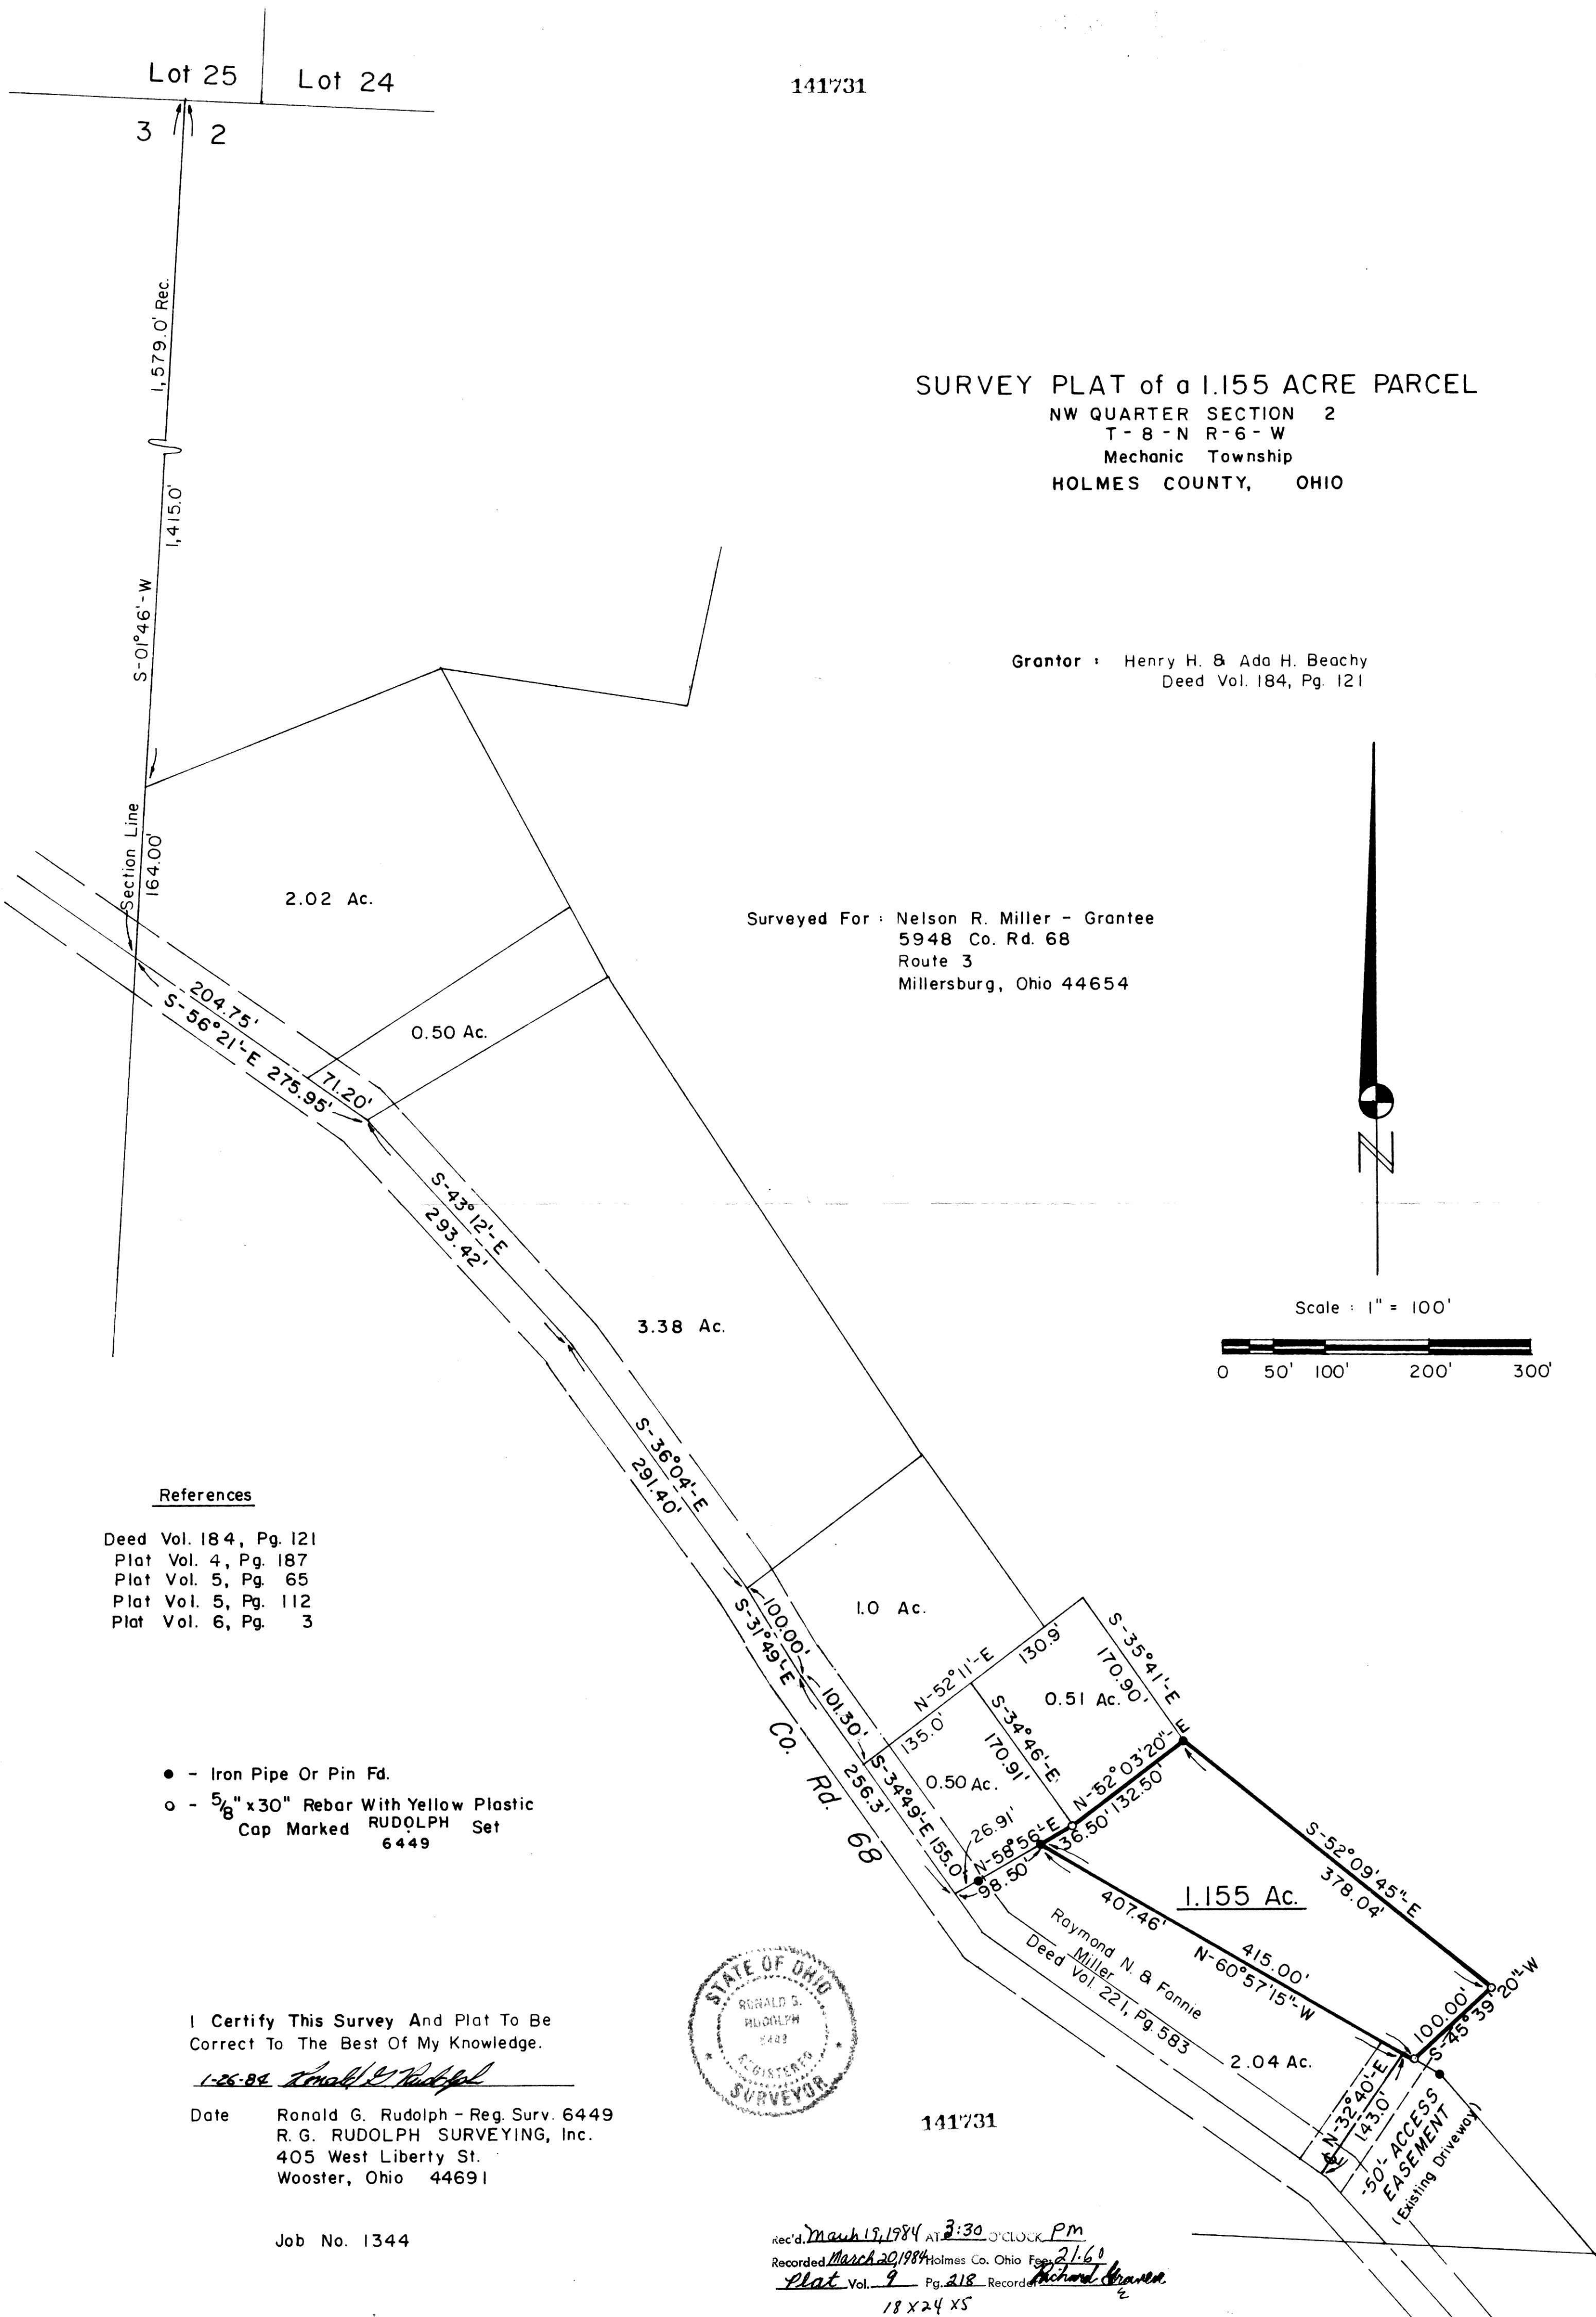 Lot 25 Lot 24
141731
3 2
1,579.0' Rec.
1,415.0'
S-01°46'-W
SURVEY PLAT of a 1.155 ACRE PARCEL
NW QUARTER SECTION 2
T-8-N R-6-W
Mechanic Township
HOLMES COUNTY, OHIO
Grantor : Henry H. & Ada H. Beachy
Deed Vol. 184, Pg. 121
Section Line
164.00'
2.02 Ac.
Surveyed For : Nelson R. Miller - Grantee
5948 Co. Rd. 68
Route 3
Millersburg, Ohio 44654
204.75'
S-56°21'-E 275.95'
71.20'
0.50 Ac.
S-43°12'-E
293.42'
N
Scale : 1" = 100'
0 50' 100' 200' 300'
3.38 Ac.
S-36°04'-E
291.40'
References
Deed Vol. 184, Pg. 121
Plat Vol. 4, Pg. 187
Plat Vol. 5, Pg. 65
Plat Vol. 5, Pg. 112
Plat Vol. 6, Pg. 3
1.0 Ac.
100.00'
S-31°49'-E
101.30'
N-52°11'-E
130.9'
135.0'
S-35°41'-E
170.90'
0.51 Ac.
S-34°46'-E
170.91'
0.50 Ac.
Co. Rd. 68
256.3'
S-34°49'-E 155.0'
26.91'
N-58°56'-E
98.50'
36.50'
N-52°03'20"-E
132.50'
● - Iron Pipe Or Pin Fd.
o - 5/8" x 30" Rebar With Yellow Plastic
Cap Marked RUDOLPH Set
6449
S-52°09'45"-E
378.04'
1.155 Ac.
407.46'
415.00'
N-60°57'15"-W
Raymond N. & Fannie
Miller
Deed Vol. 221, Pg. 583
2.04 Ac.
100.00'
S-45°39'20"-W
N-32°40'-E
143.0'
50'- ACCESS
EASEMENT
(Existing Driveway)
STATE OF OHIO
RONALD G.
RUDOLPH
6449
REGISTERED
SURVEYOR
I Certify This Survey And Plat To Be
Correct To The Best Of My Knowledge.
1-26-84 Ronald G Rudolph
Date Ronald G. Rudolph - Reg. Surv. 6449
R. G. RUDOLPH SURVEYING, Inc.
405 West Liberty St.
Wooster, Ohio 44691
Job No. 1344
141731
Rec'd. March 19, 1984 AT 3:30 O'CLOCK PM
Recorded March 20, 1984 Holmes Co. Ohio Fee 21.60
Plat Vol. 9 Pg. 218 Recorder Richard Graven
18 x 24 x5